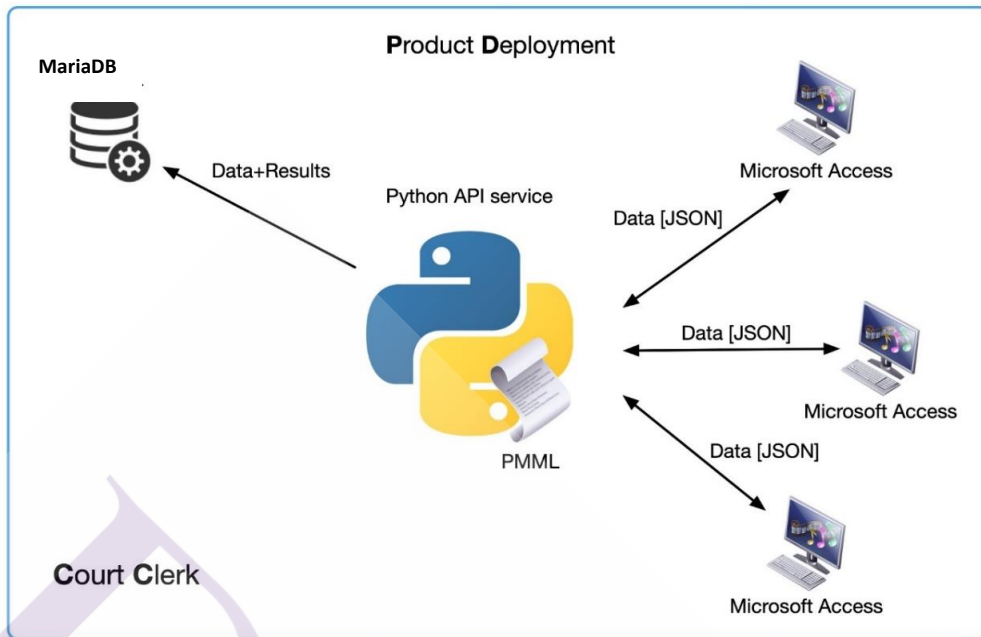 Product Deployment
MariaDB
Data+Results
Python API service
Microsoft Access
Data [JSON]
Data [JSON]
Microsoft Access
Data [JSON]
PMML
Court Clerk
Microsoft Access